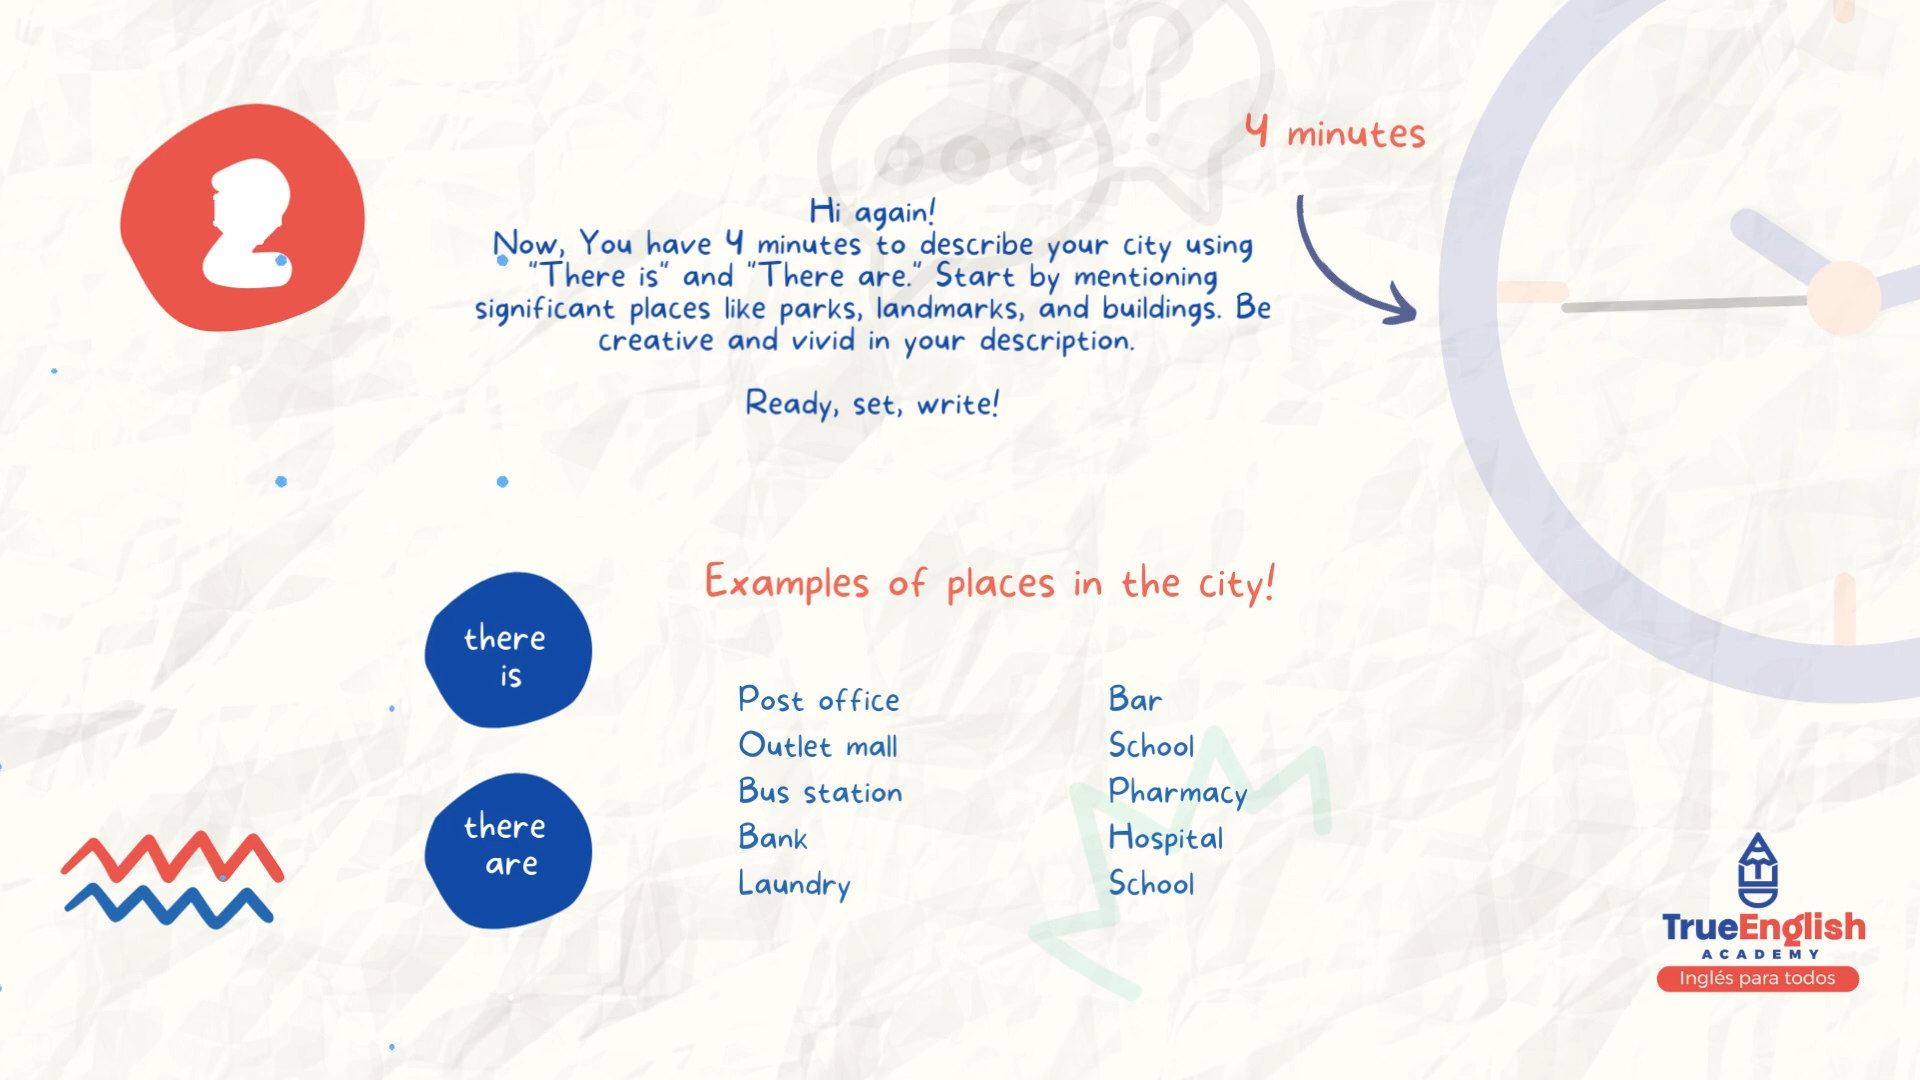 4 minutes
Hi again!
Now, You have 4 minutes to describe your city using
"There is" and "There are." Start by mentioning
significant places like parks, landmarks, and buildings. Be
creative and vivid in your description.
Ready, set, write!
Examples of places in the city!
there
is
there
are
Post office
Outlet mall
Bus station
Bank
Laundry
Bar
School
Pharmacy
Hospital
School
TrueEnglish
ACADEMY
Inglés para todos